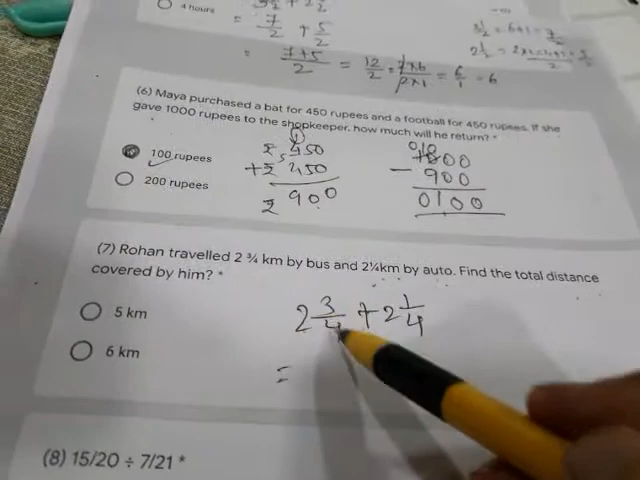 4 hours
= 7/2 + 5/2
= 7+5/2 = 12/2 = = 6/1 = 6
(6) Maya purchased a bat for 450 rupees and a football for 450 rupees. If she
gave 1000 rupees to the shopkeeper, how much will he return? *
100 rupees
200 rupees
₹ 450
+₹ 450
₹ 900
1000
- 900
0100
(7) Rohan travelled 2 ¾ km by bus and 2¼km by auto. Find the total distance
covered by him? *
5 km
6 km
2 3/4 + 2 1/4
=
(8) 15/20 ÷ 7/21 *